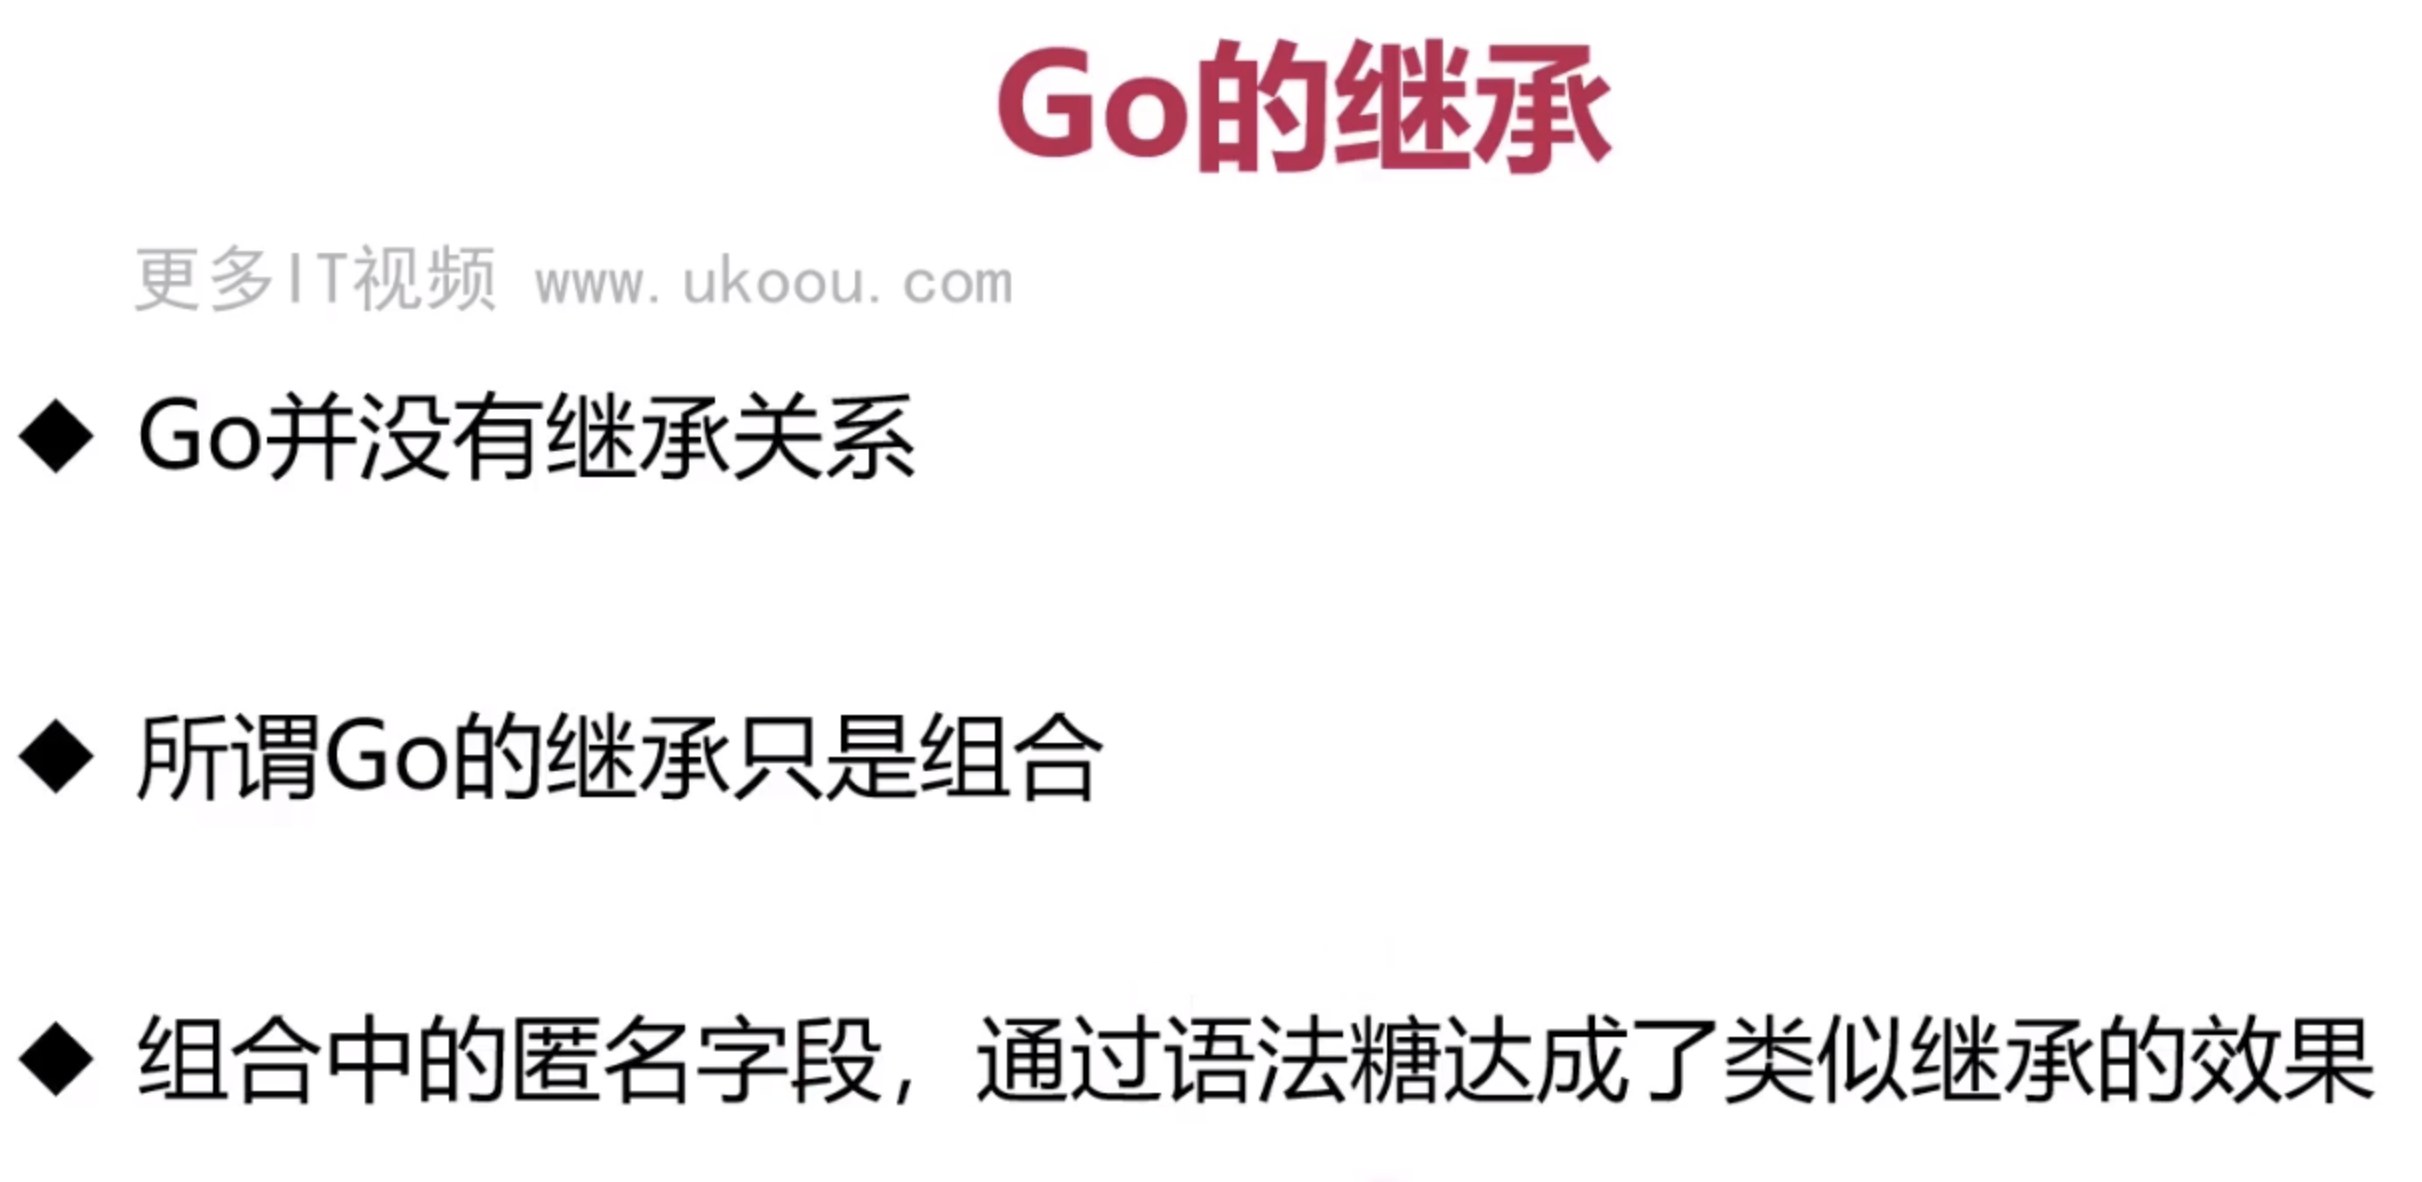 Go的继承
更多IT视频 www.ukoou.com
◆ Go并没有继承关系
◆ 所谓Go的继承只是组合
◆ 组合中的匿名字段，通过语法糖达成了类似继承的效果